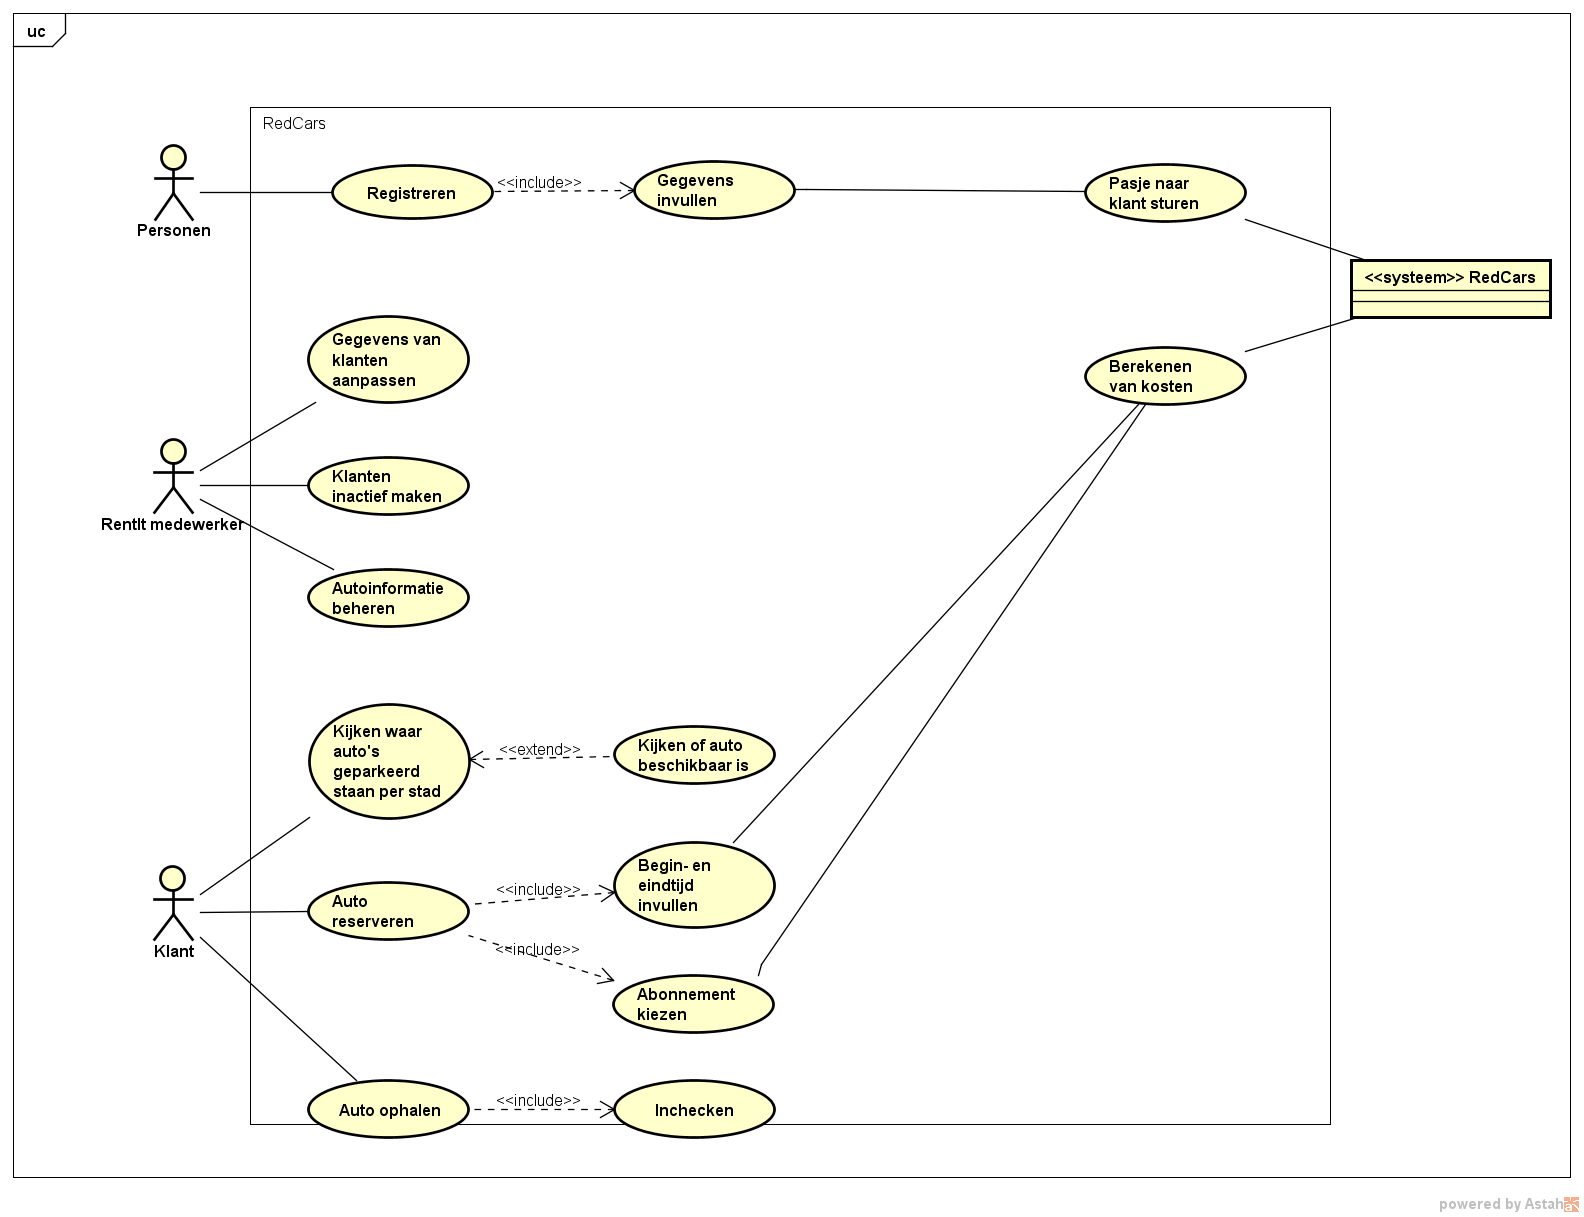 uc
RedCars
Personen
Registreren
<<include>>
Gegevens
invullen
Pasje naar
klant sturen
<<systeem>> RedCars
Gegevens van
klanten
aanpassen
Berekenen
van kosten
RentIt medewerker
Klanten
inactief maken
Autoinformatie
beheren
Kijken waar
auto's
geparkeerd
staan per stad
<<extend>>
Kijken of auto
beschikbaar is
Klant
Auto
reserveren
<<include>>
Begin- en
eindtijd
invullen
<<include>>
Abonnement
kiezen
Auto ophalen
<<include>>
Inchecken
powered by Astah